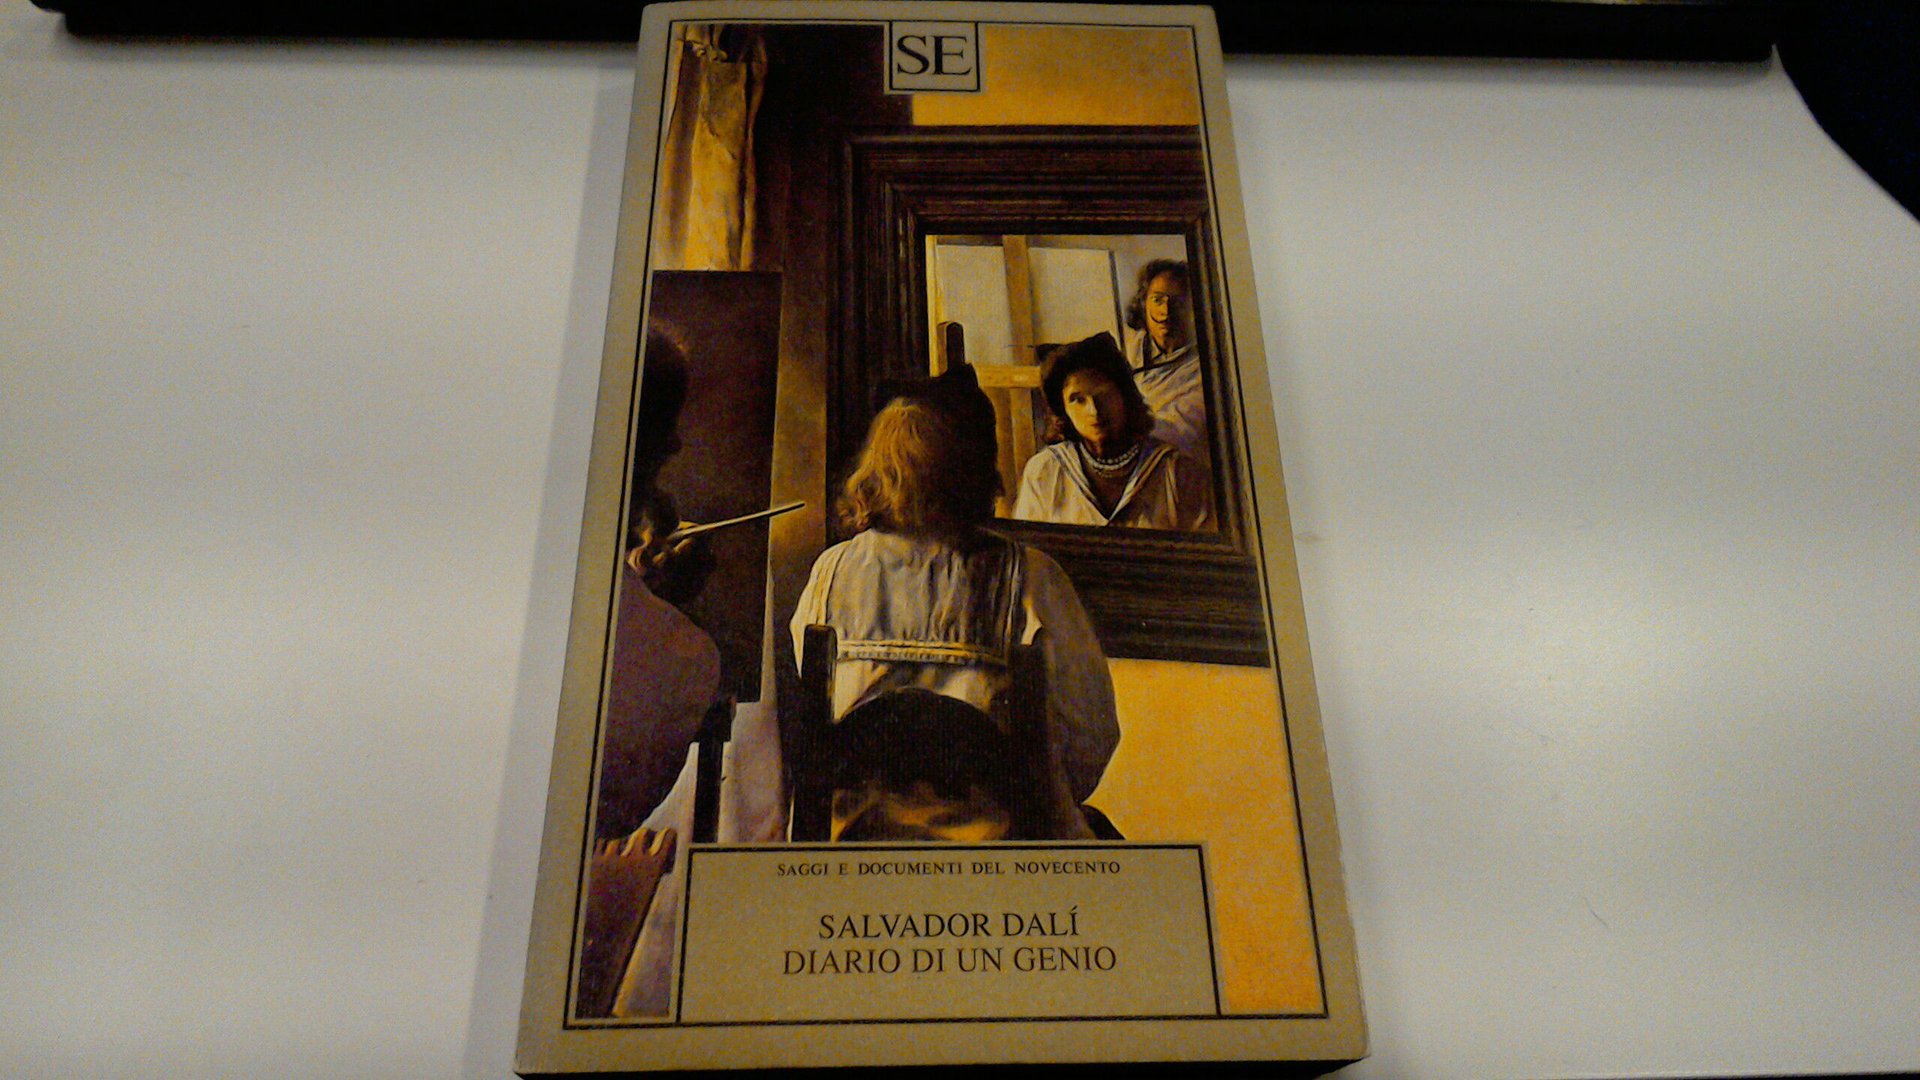 SE
SAGGI E DOCUMENTI DEL NOVECENTO
SALVADOR DALÍ
DIARIO DI UN GENIO